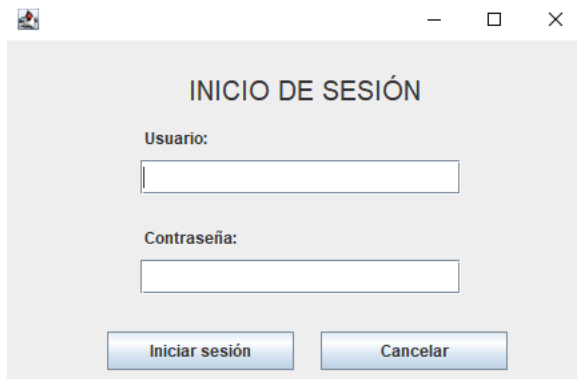 INICIO DE SESIÓN
Usuario:
Contraseña:
Iniciar sesión Cancelar